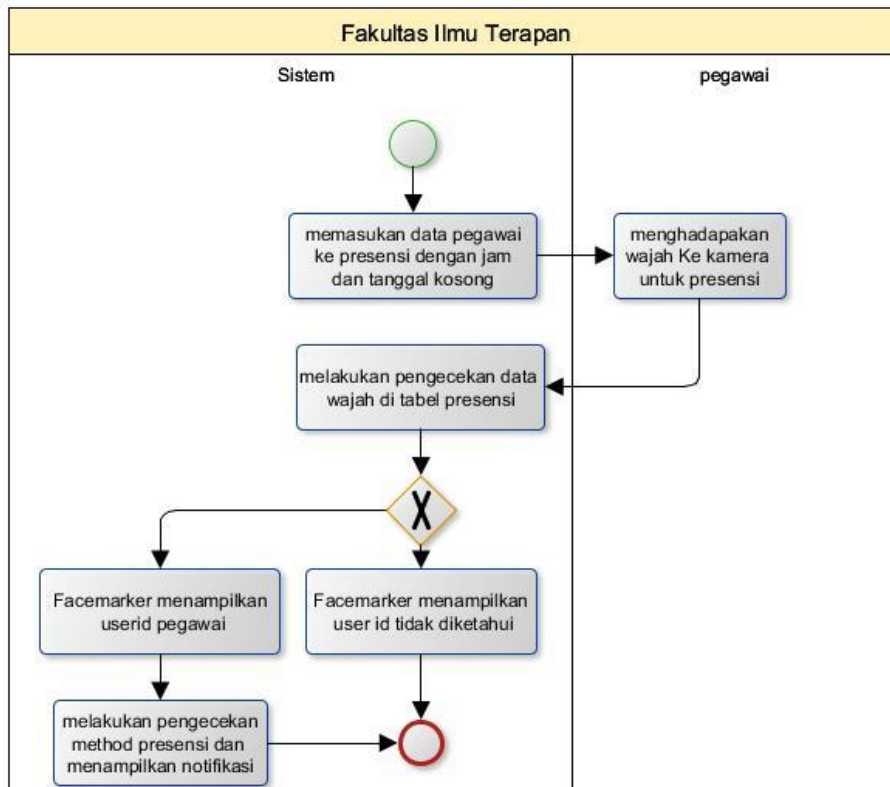 Fakultas Ilmu Terapan
Sistem
pegawai
memasukan data pegawai
ke presensi dengan jam
dan tanggal kosong
menghadapakan
wajah Ke kamera
untuk presensi
melakukan pengecekan data
wajah di tabel presensi
Facemarker menampilkan
userid pegawai
Facemarker menampilkan
user id tidak diketahui
melakukan pengecekan
method presensi dan
menampilkan notifikasi